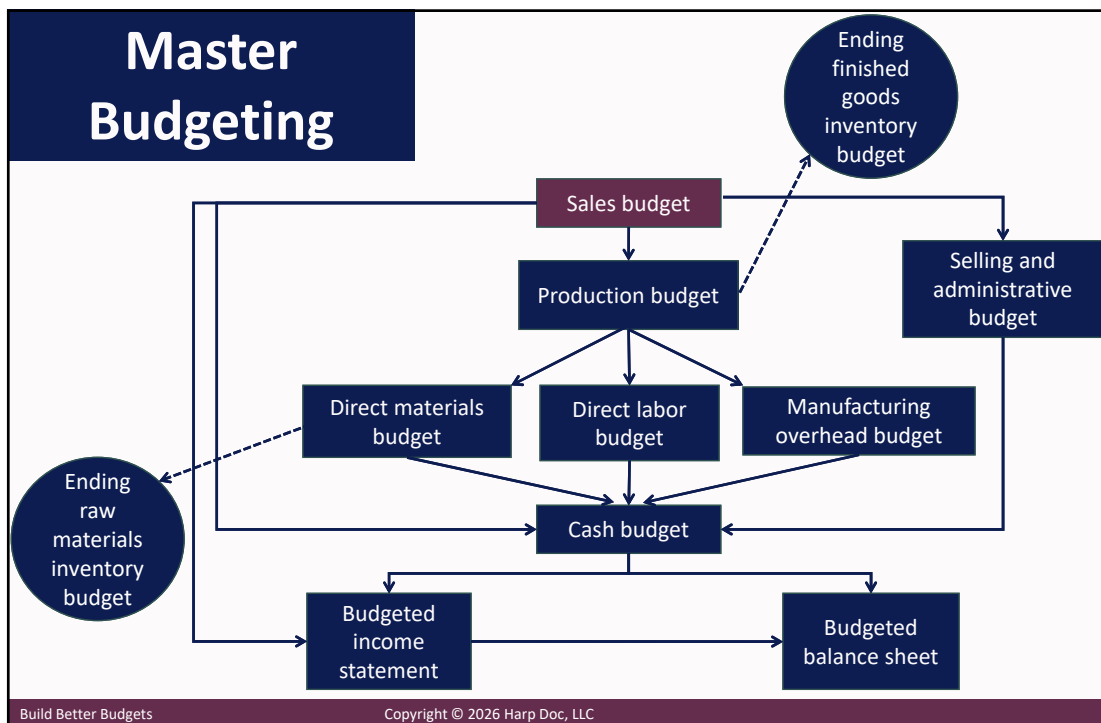 Master
Budgeting
Ending
finished
goods
inventory
budget
Sales budget
Selling and
administrative
budget
Production budget
Direct materials
budget
Direct labor
budget
Manufacturing
overhead budget
Ending
raw
materials
inventory
budget
Cash budget
Budgeted
income
statement
Budgeted
balance sheet
Build Better Budgets
Copyright © 2026 Harp Doc, LLC